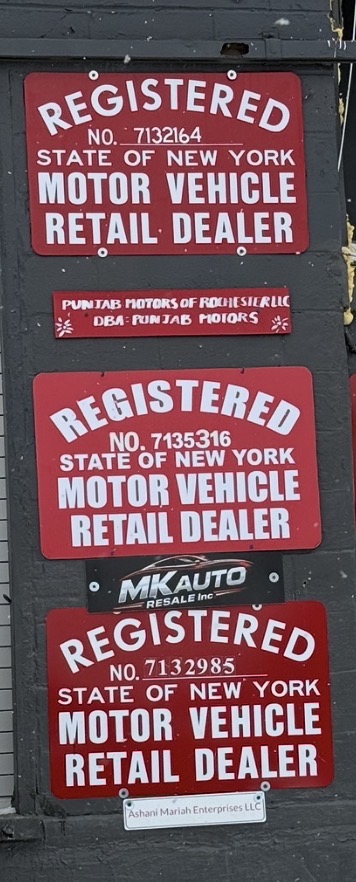 REGISTERED
NO. 7132164
STATE OF NEW YORK
MOTOR VEHICLE
RETAIL DEALER
PUNJAB MOTORS OF ROCHESTER LLC
DBA: PUNJAB MOTORS
REGISTERED
NO. 7135316
STATE OF NEW YORK
MOTOR VEHICLE
RETAIL DEALER
MK AUTO
RESALE Inc
REGISTERED
NO. 7132985
STATE OF NEW YORK
MOTOR VEHICLE
RETAIL DEALER
Ashani Mariah Enterprises LLC